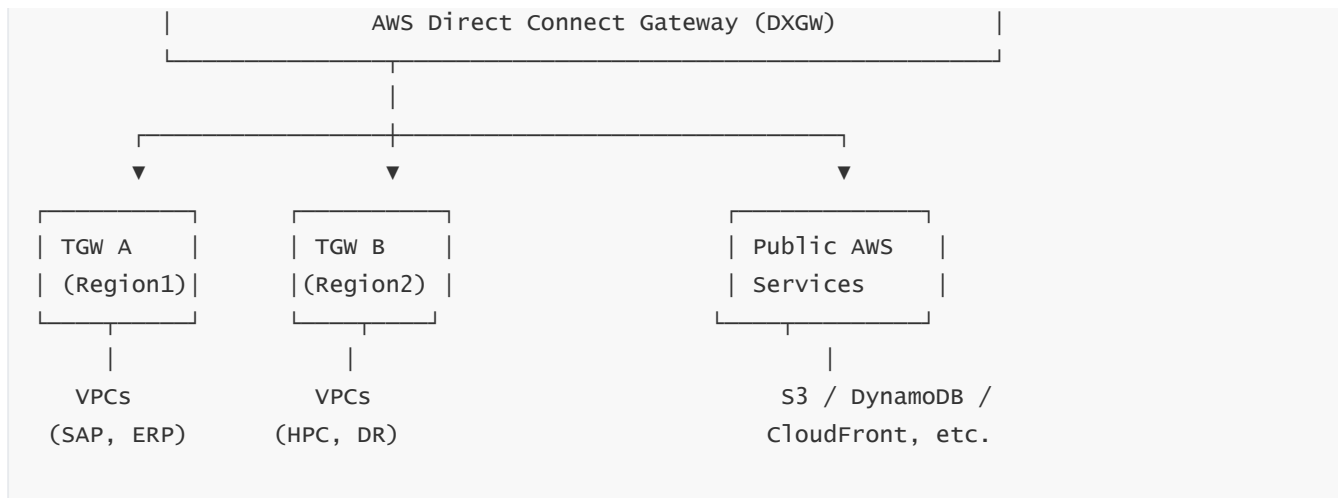 AWS Direct Connect Gateway (DXGW)
TGW A TGW B Public AWS
(Region1) (Region2) Services
VPCs VPCs S3 / DynamoDB /
(SAP, ERP) (HPC, DR) CloudFront, etc.